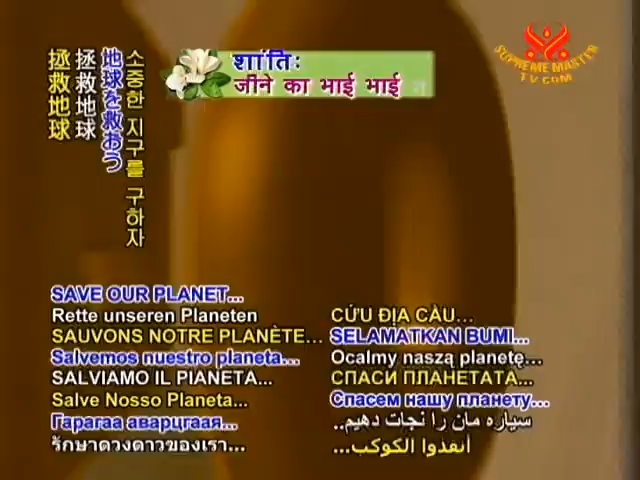 拯救地球
拯救地球
地球を救おう
소중한 지구를 구하자
शांति:
जीने का भाई भाई
SUPREME MASTER
TV.COM
SAVE OUR PLANET...
Rette unseren Planeten
SAUVONS NOTRE PLANÈTE...
Salvemos nuestro planeta...
SALVIAMO IL PIANETA...
Salve Nosso Planeta...
Гарагаа аварцгаая...
รักษาดวงดาวของเรา...
CỨU ĐỊA CẦU...
SELAMATKAN BUMI...
Ocalmy naszą planetę...
СПАСИ ПЛАНЕТАТА...
Спасем нашу планету...
سیاره مان را نجات دهیم..
أنقذوا الكوكب...